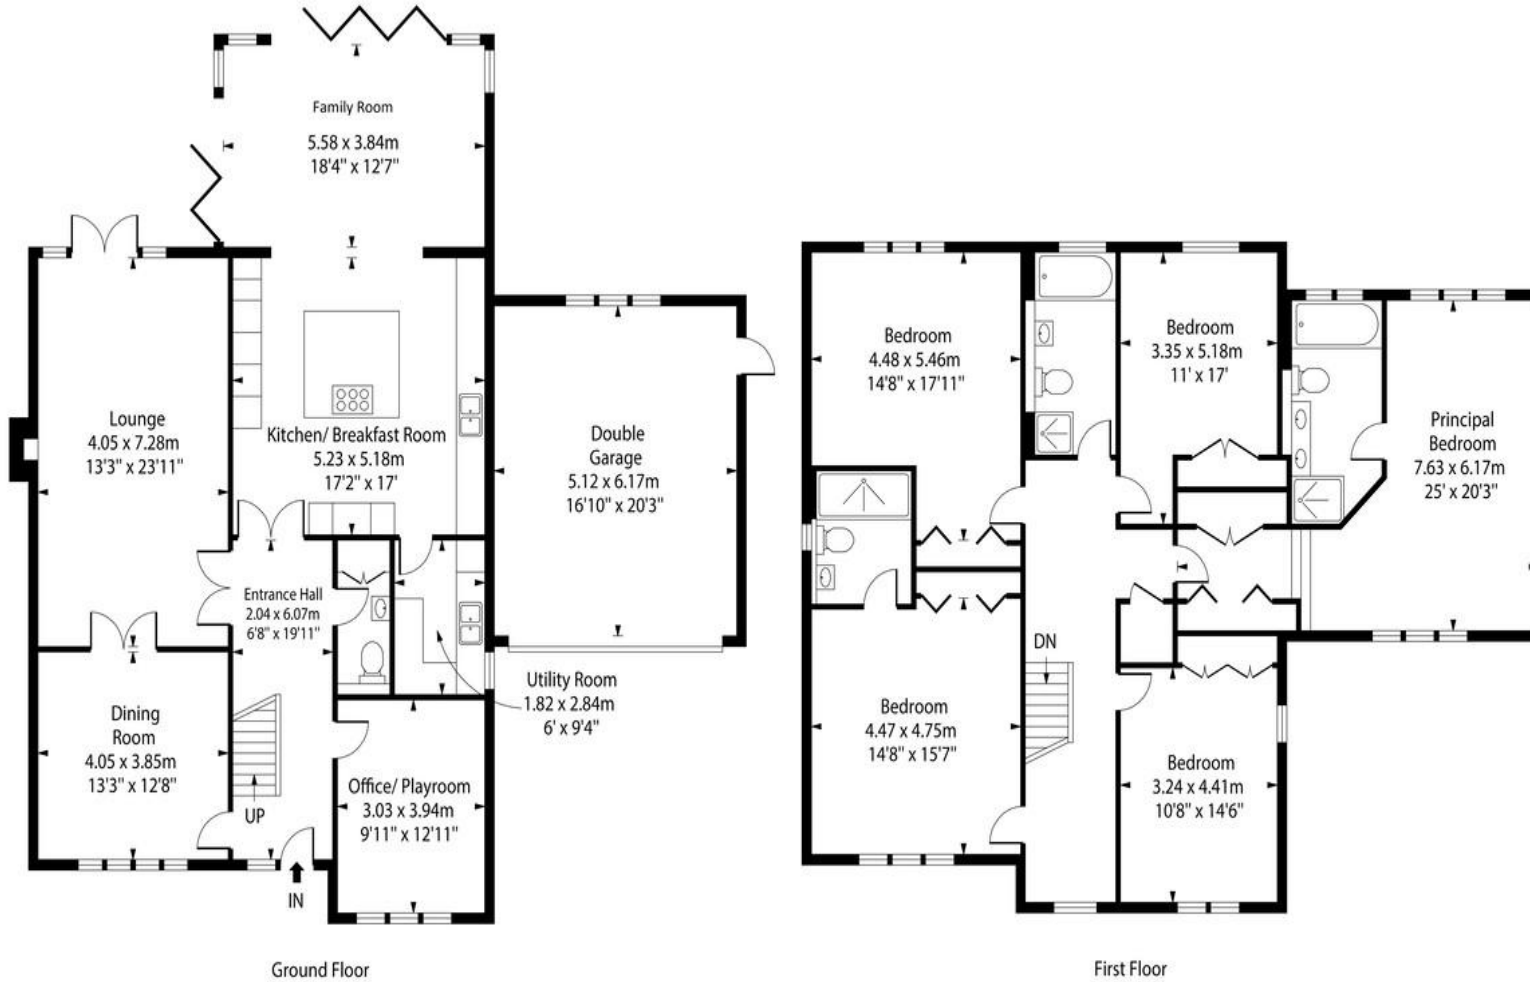 Family Room
5.58 x 3.84m
18'4" x 12'7"
Lounge
4.05 x 7.28m
13'3" x 23'11"
Kitchen/ Breakfast Room
5.23 x 5.18m
17'2" x 17'
Double
Garage
5.12 x 6.17m
16'10" x 20'3"
Entrance Hall
2.04 x 6.07m
6'8" x 19'11"
Utility Room
1.82 x 2.84m
6' x 9'4"
Dining
Room
4.05 x 3.85m
13'3" x 12'8"
UP
Office/ Playroom
3.03 x 3.94m
9'11" x 12'11"
IN
Ground Floor
Bedroom
4.48 x 5.46m
14'8" x 17'11"
Bedroom
3.35 x 5.18m
11' x 17'
Principal
Bedroom
7.63 x 6.17m
25' x 20'3"
DN
Bedroom
4.47 x 4.75m
14'8" x 15'7"
Bedroom
3.24 x 4.41m
10'8" x 14'6"
First Floor